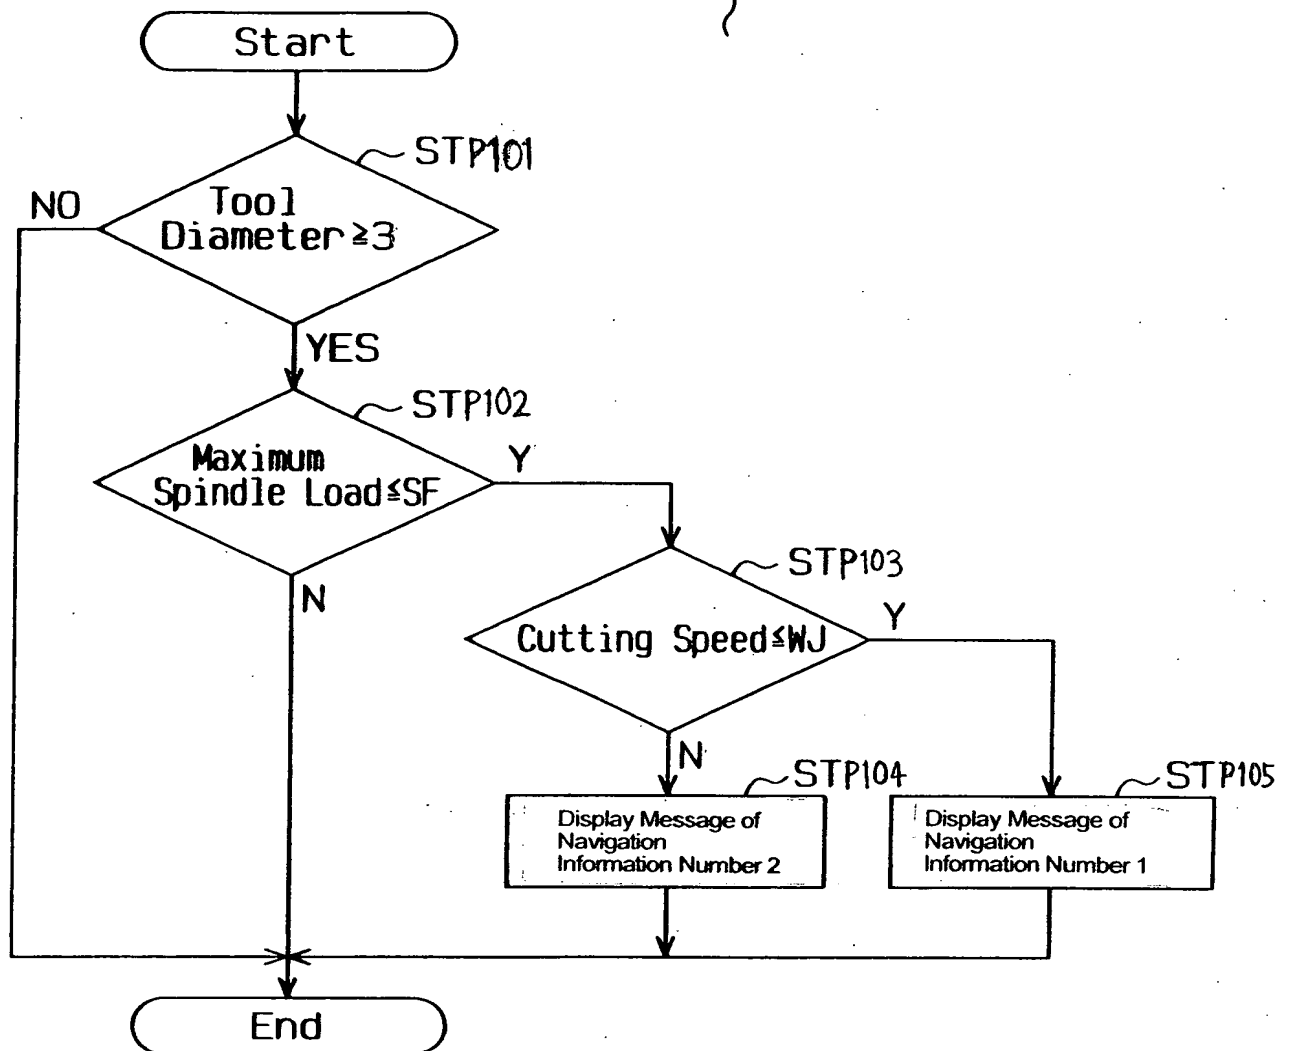 Start
STP101
NO
Tool
Diameter≧3
YES
STP102
Maximum
Spindle Load≦SF
Y
N
STP103
Cutting Speed≦WJ
Y
N
STP104
Display Message of
Navigation
Information Number 2
STP105
Display Message of
Navigation
Information Number 1
End